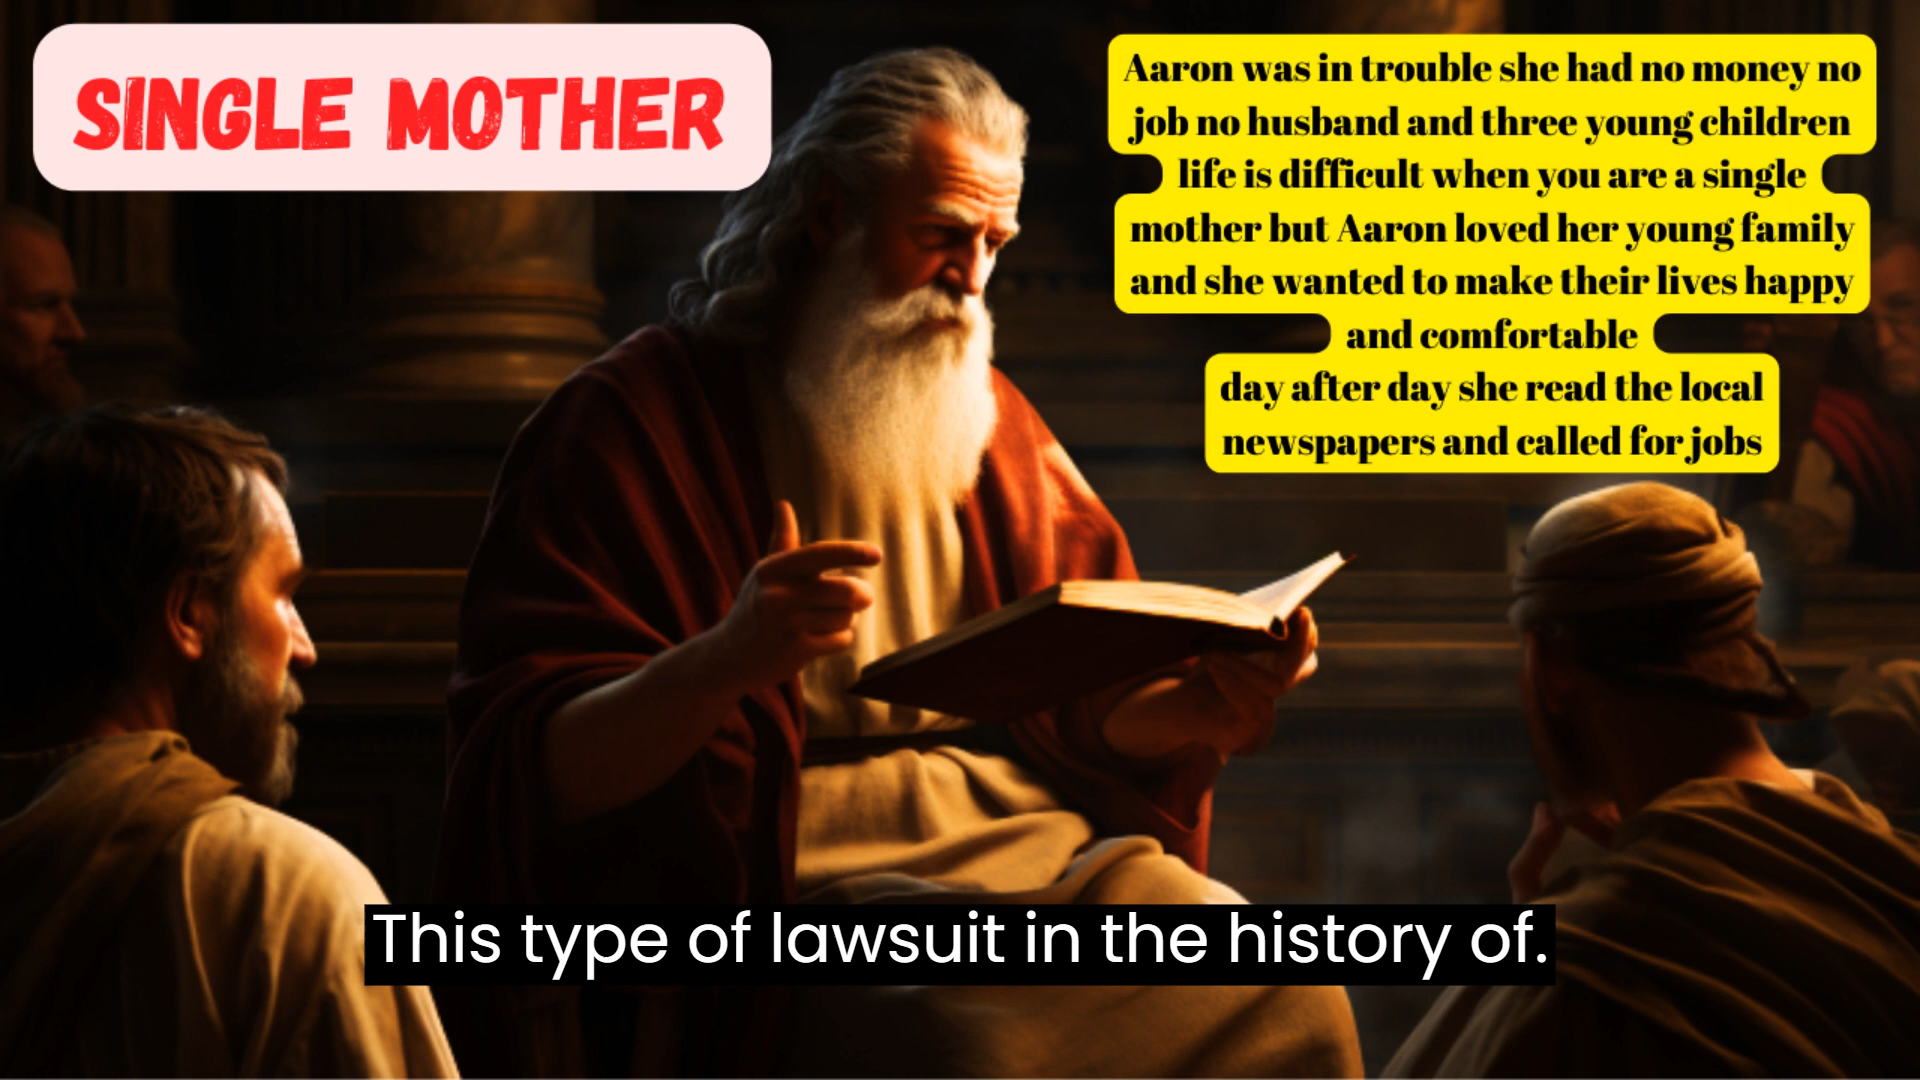 SINGLE MOTHER
Aaron was in trouble she had no money no
job no husband and three young children
life is difficult when you are a single
mother but Aaron loved her young family
and she wanted to make their lives happy
and comfortable
day after day she read the local
newspapers and called for jobs
This type of lawsuit in the history of.